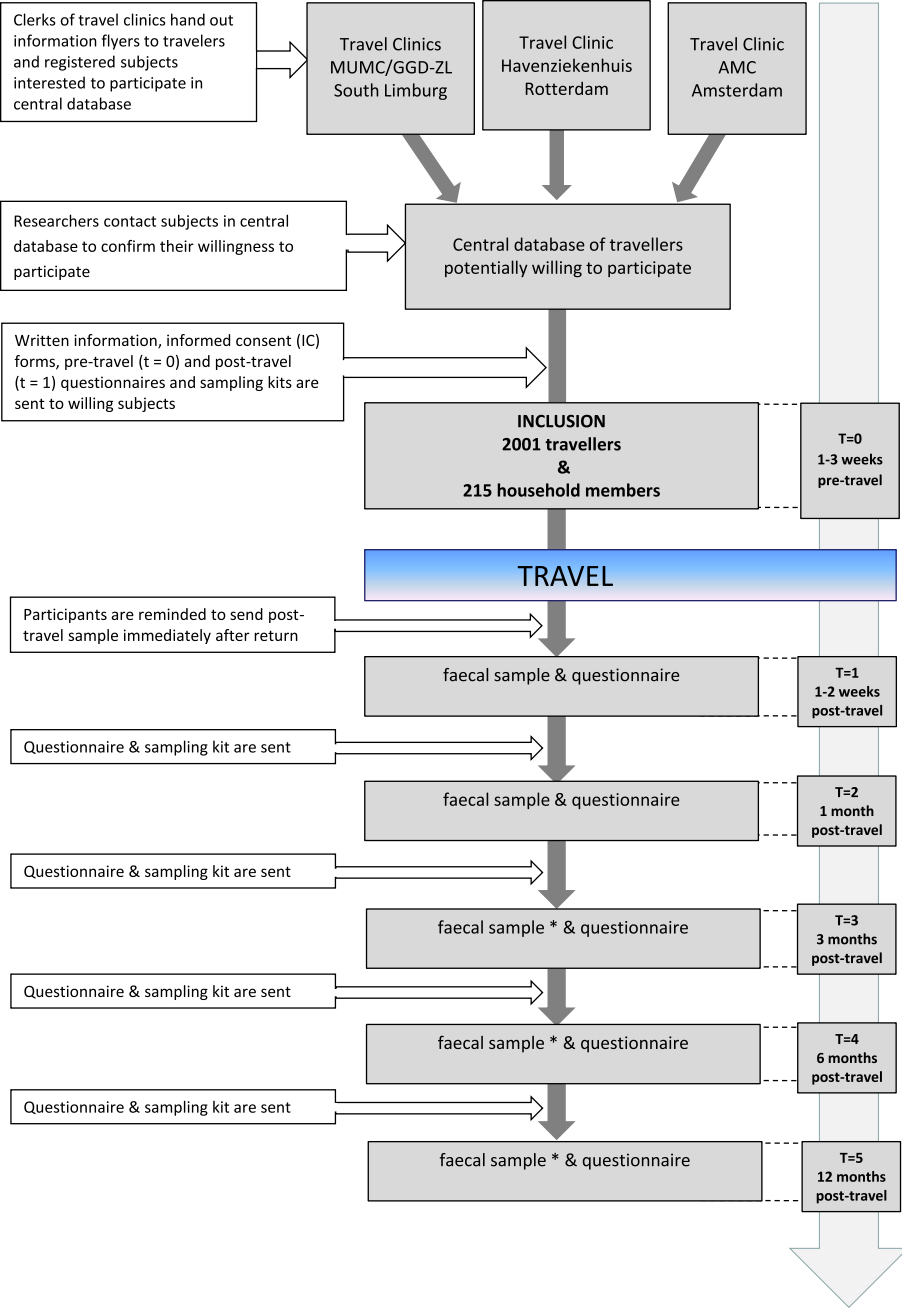 Clerks of travel clinics hand out
information flyers to travelers
and registered subjects
interested to participate in
central database
Travel Clinics
MUMC/GGD-ZL
South Limburg
Travel Clinic
Havenziekenhuis
Rotterdam
Travel Clinic
AMC
Amsterdam
Researchers contact subjects in central
database to confirm their willingness to
participate
Central database of travellers
potentially willing to participate
Written information, informed consent (IC)
forms, pre-travel (t = 0) and post-travel
(t = 1) questionnaires and sampling kits are
sent to willing subjects
INCLUSION
2001 travellers
&
215 household members
T=0
1-3 weeks
pre-travel
TRAVEL
Participants are reminded to send post-
travel sample immediately after return
faecal sample & questionnaire
T=1
1-2 weeks
post-travel
Questionnaire & sampling kit are sent
faecal sample & questionnaire
T=2
1 month
post-travel
Questionnaire & sampling kit are sent
faecal sample * & questionnaire
T=3
3 months
post-travel
Questionnaire & sampling kit are sent
faecal sample * & questionnaire
T=4
6 months
post-travel
Questionnaire & sampling kit are sent
faecal sample * & questionnaire
T=5
12 months
post-travel